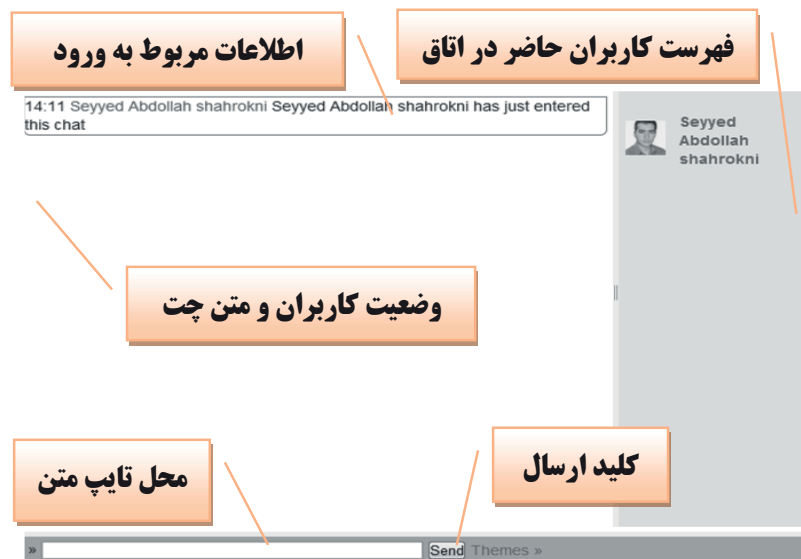 اطلاعات مربوط به ورود
فهرست کاربران حاضر در اتاق
14:11 Seyyed Abdollah shahrokni Seyyed Abdollah shahrokni has just entered
this chat
Seyyed
Abdollah
shahrokni
وضعیت کاربران و متن چت
محل تایپ متن
کلید ارسال
»
Send Themes »